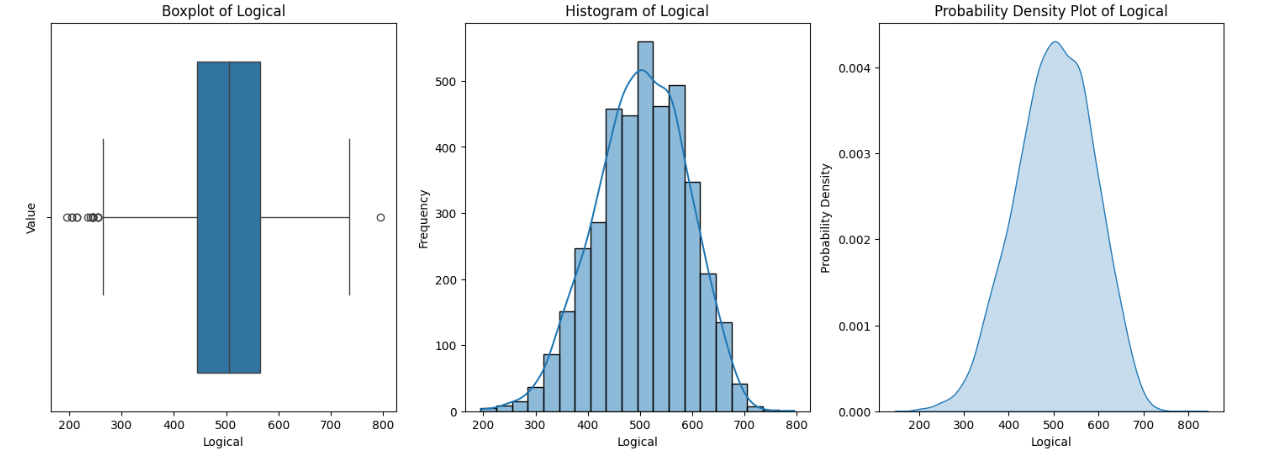 Boxplot of Logical
Value
200 300 400 500 600 700 800
Logical
Histogram of Logical
Frequency
500
400
300
200
100
0
200 300 400 500 600 700 800
Logical
Probability Density Plot of Logical
Probability Density
0.004
0.003
0.002
0.001
0.000
200 300 400 500 600 700 800
Logical